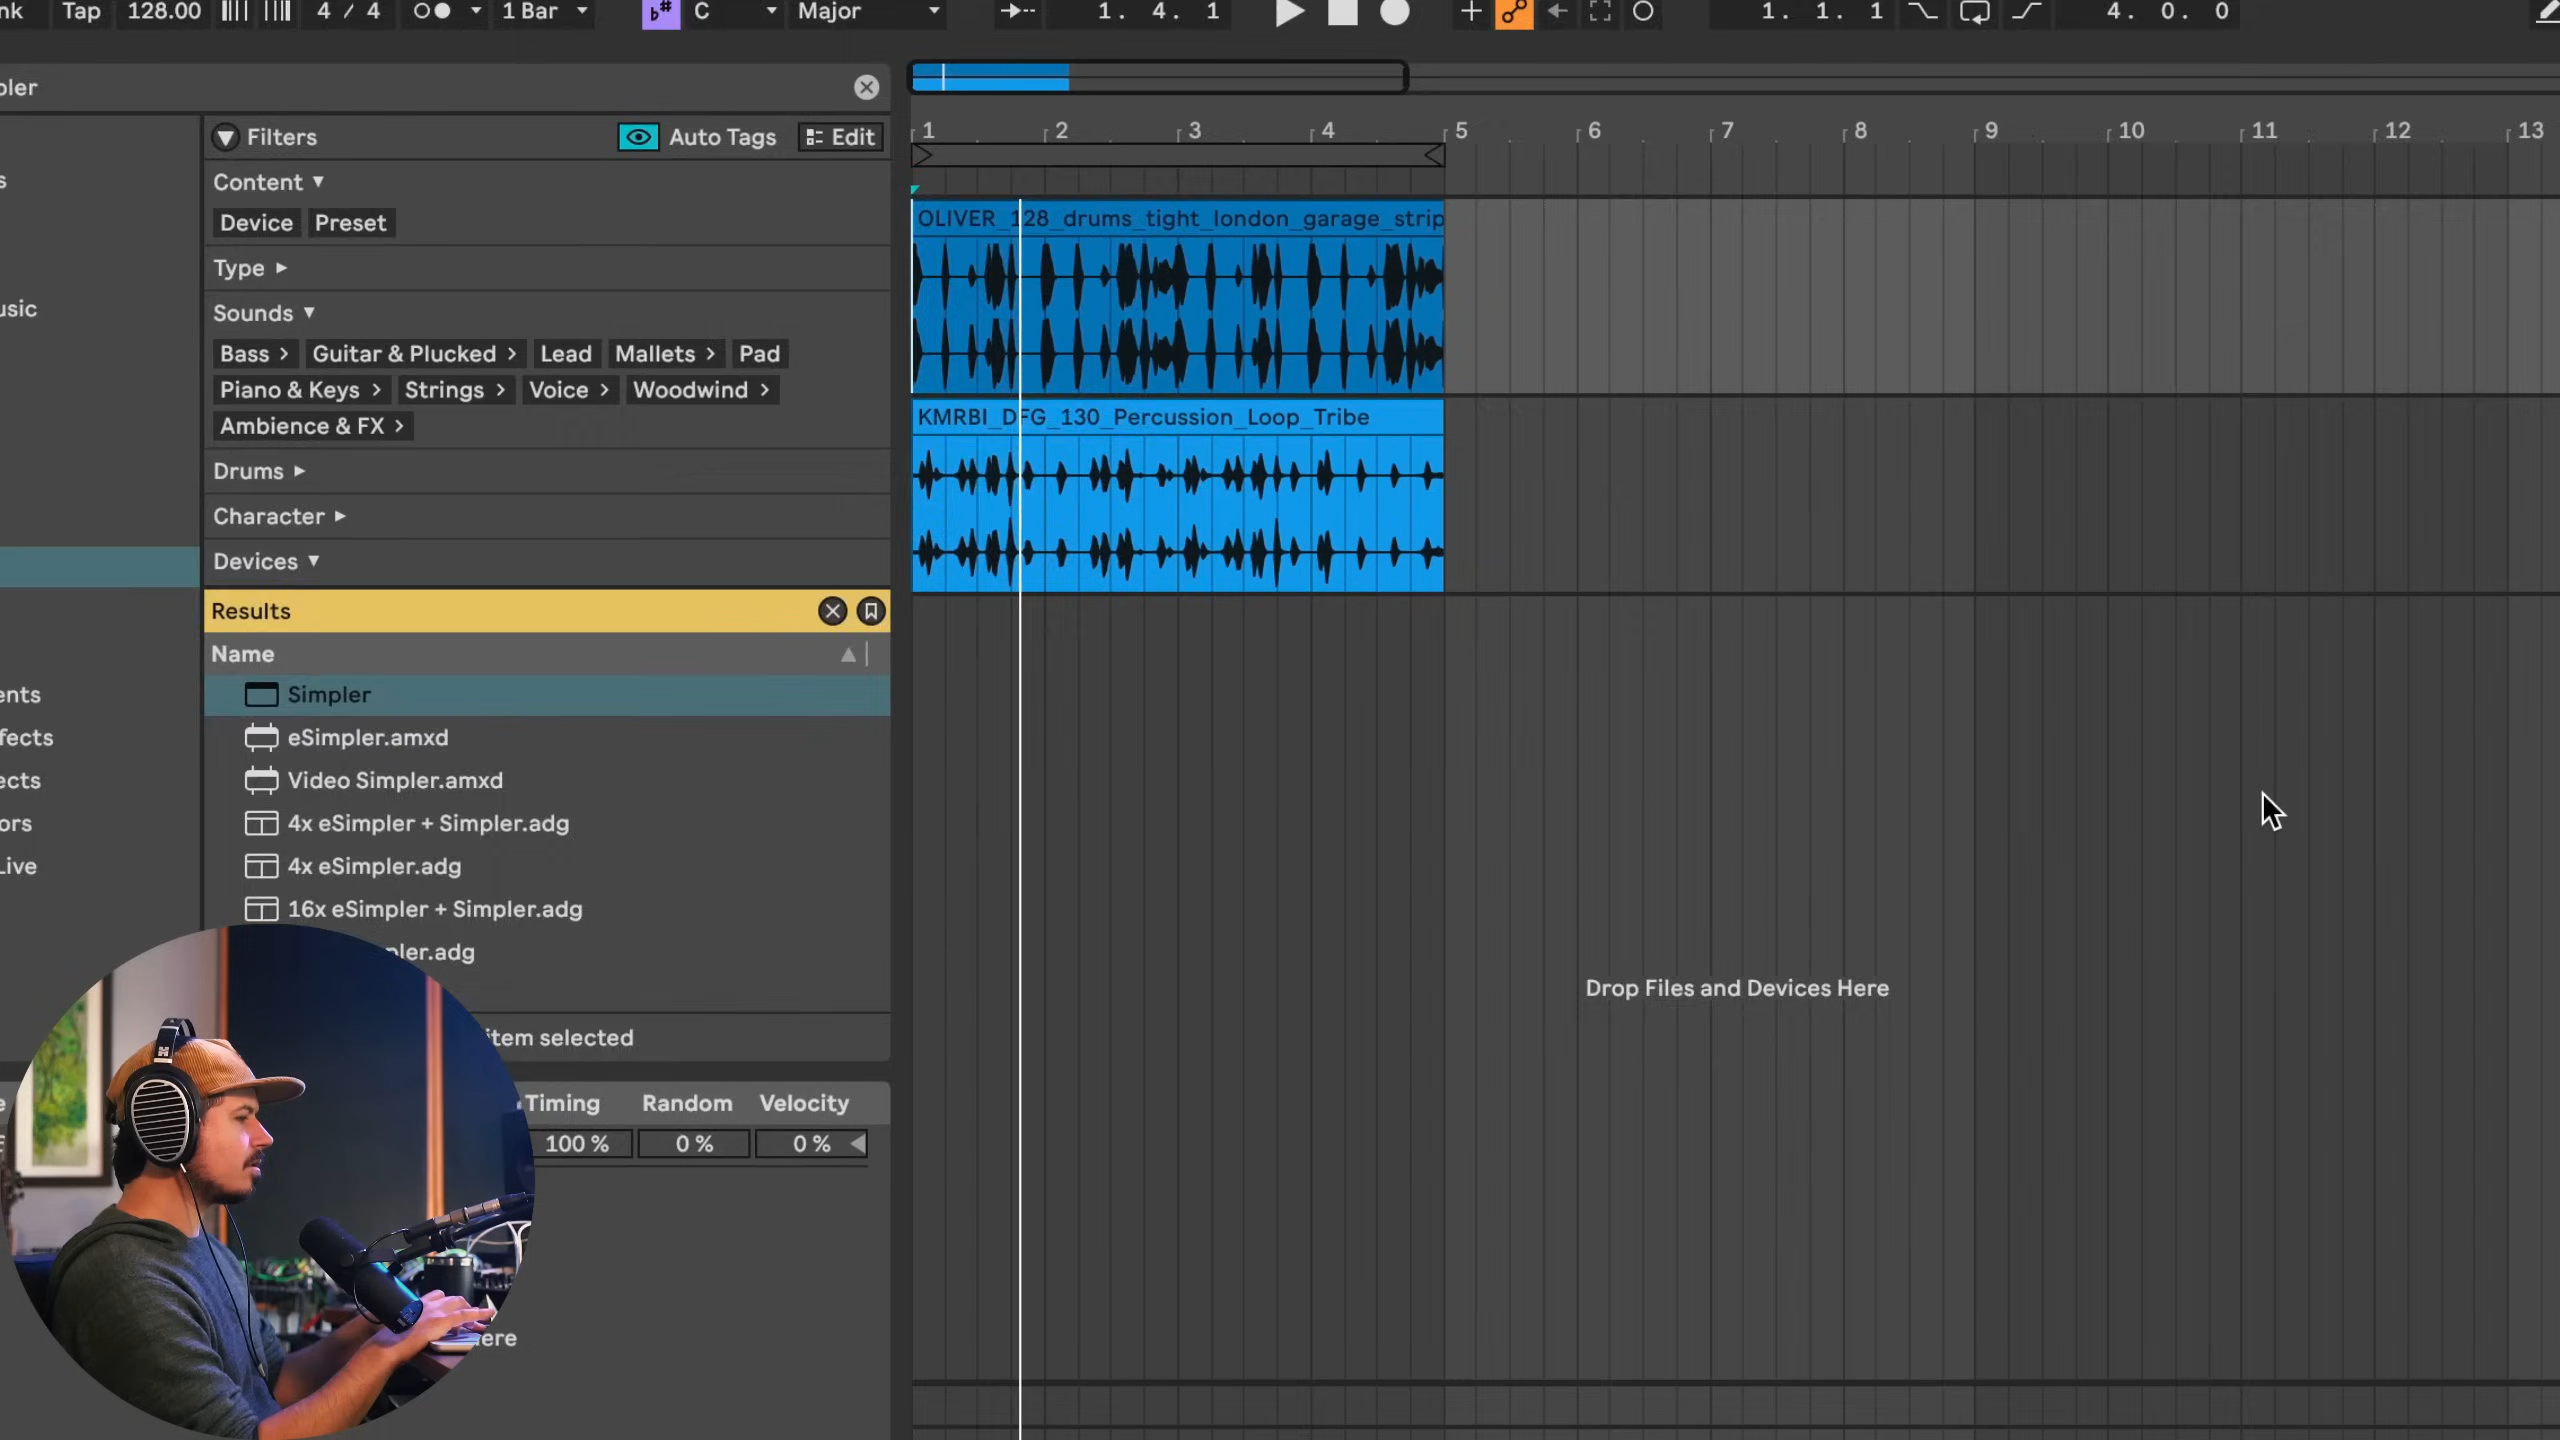 nk Tap 128.00 4 / 4 1 Bar C Major 1. 4. 1 1. 1. 1 4. 0. 0
pler
Filters Auto Tags Edit
1 2 3 4 5 6 7 8 9 10 11 12 13
Content
s
Device Preset
OLIVER_128_drums_tight_london_garage_strip
Type
usic
Sounds
Bass > Guitar & Plucked > Lead Mallets > Pad
Piano & Keys > Strings > Voice > Woodwind >
Ambience & FX >
KMRBI_DFG_130_Percussion_Loop_Tribe
Drums
Character
Devices
Results
Name
ents
Simpler
fects
eSimpler.amxd
ects
Video Simpler.amxd
ors
4x eSimpler + Simpler.adg
Live
4x eSimpler.adg
16x eSimpler + Simpler.adg
pler.adg
Drop Files and Devices Here
item selected
Timing Random Velocity
100 % 0 % 0 %
ere